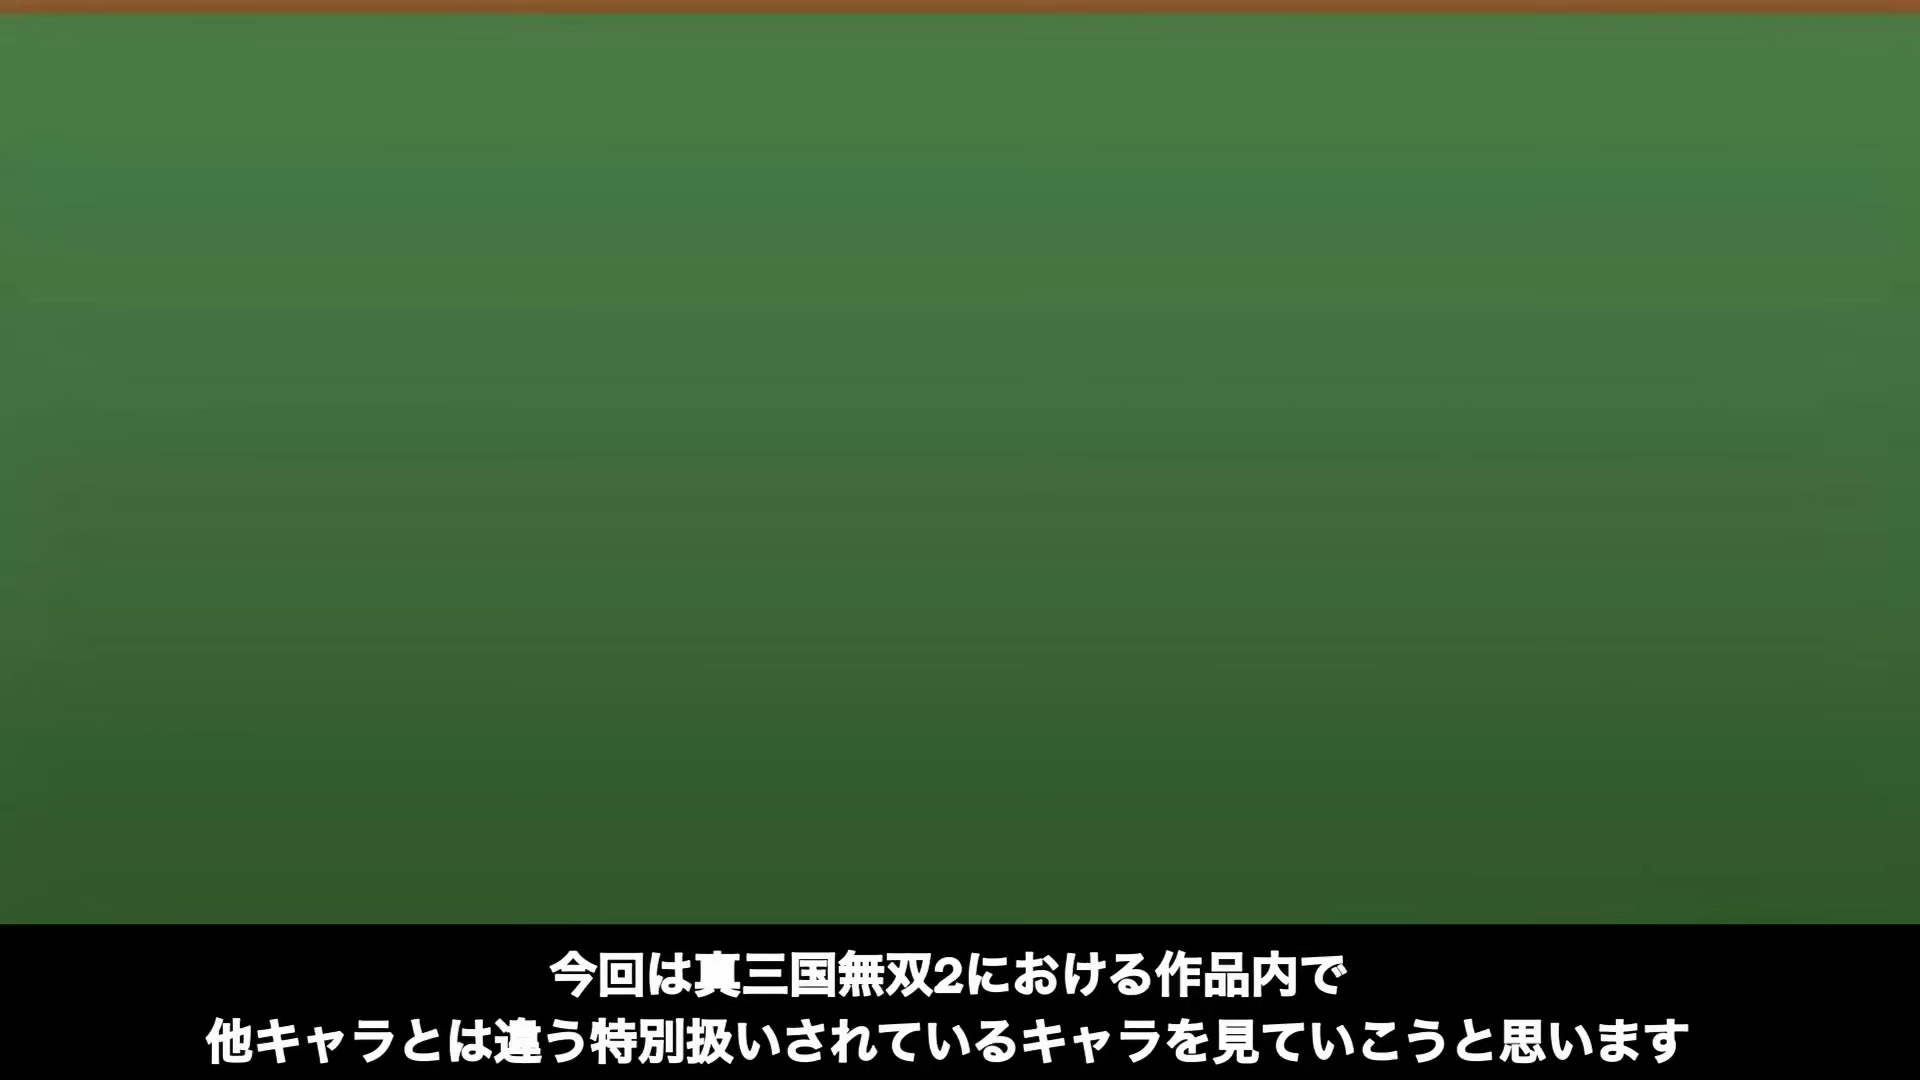 今回は真三国無双2における作品内で
他キャラとは違う特別扱いされているキャラを見ていこうと思います